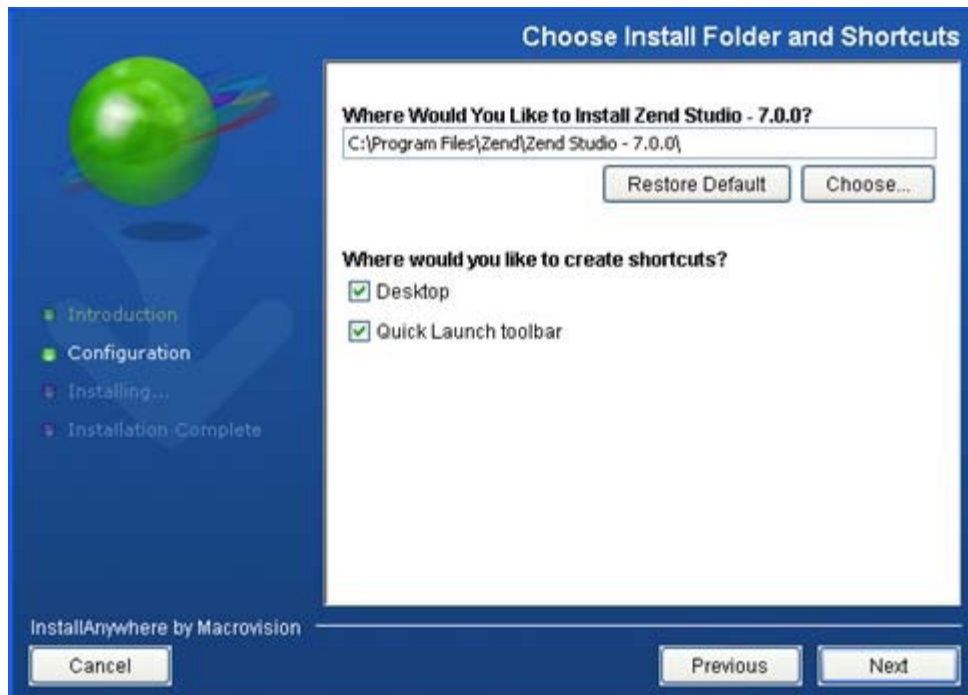 Choose Install Folder and Shortcuts
Where Would You Like to Install Zend Studio - 7.0.0?
C:\Program Files\Zend\Zend Studio - 7.0.0\
Restore Default
Choose...
Where would you like to create shortcuts?
Desktop
Quick Launch toolbar
Introduction
Configuration
Installing...
Installation Complete
InstallAnywhere by Macrovision
Cancel
Previous
Next